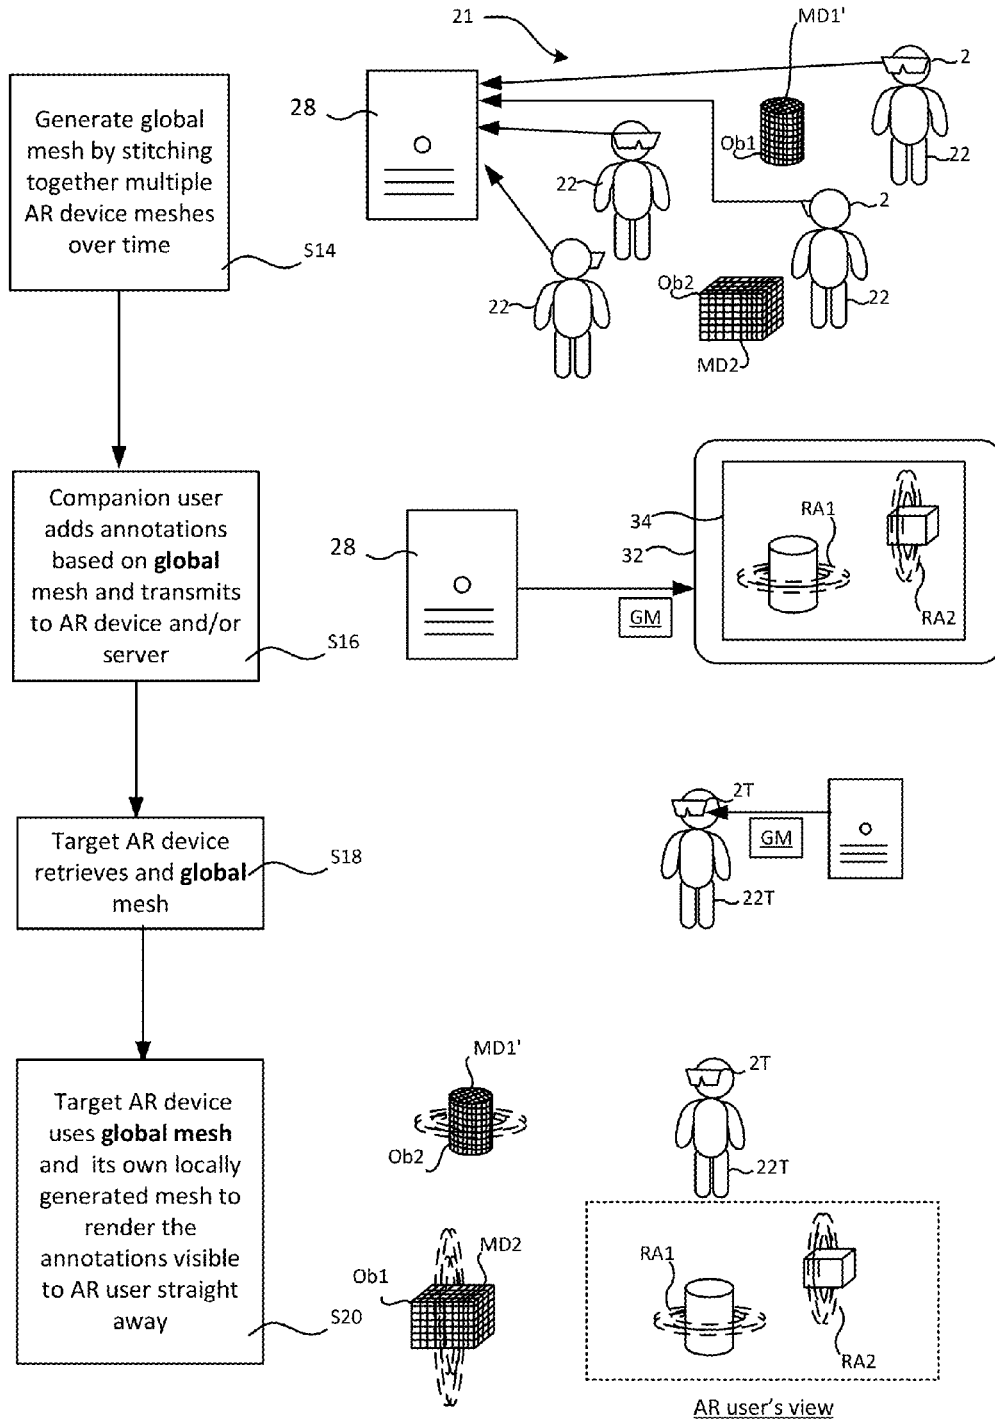 21
MD1'
2
28
Generate global
mesh by stitching
together multiple
AR device meshes
over time
S14
Ob1
22
22
2
22
Ob2
22
MD2
Companion user
adds annotations
based on global
mesh and transmits
to AR device and/or
server
S16
28
GM
34
32
RA1
RA2
Target AR device
retrieves and global
mesh
S18
2T
GM
22T
Target AR device
uses global mesh
and its own locally
generated mesh to
render the
annotations visible
to AR user straight
away
S20
MD1'
Ob2
2T
22T
Ob1
MD2
RA1
RA2
AR user's view